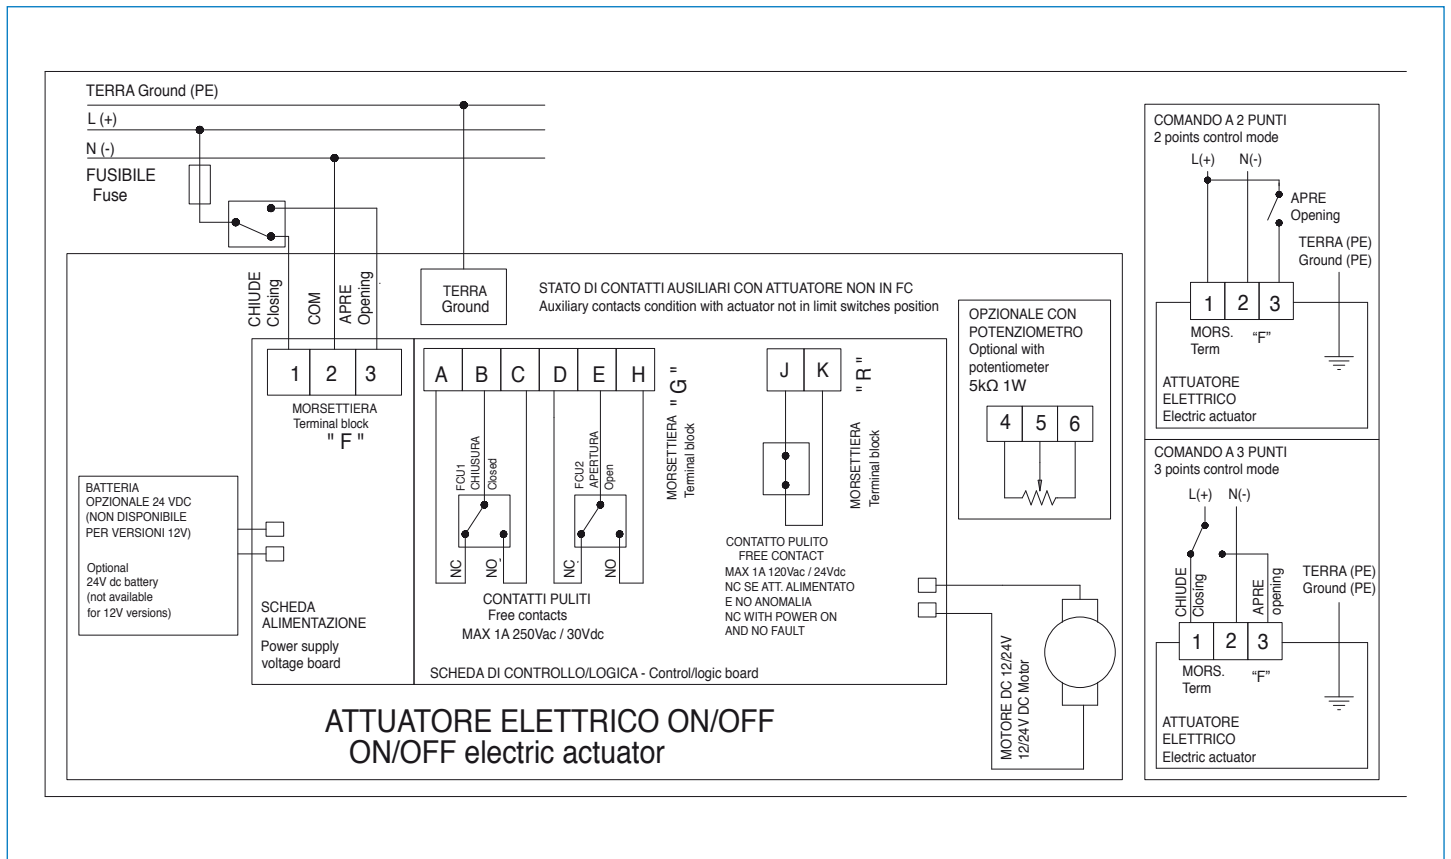 TERRA Ground (PE)
L (+)
N (-)
FUSIBILE
Fuse
CHIUDE
Closing
COM
APRE
Opening
TERRA
Ground
STATO DI CONTATTI AUSILIARI CON ATTUATORE NON IN FC
Auxiliary contacts condition with actuator not in limit switches position
1 2 3
MORSETTIERA
Terminal block
" F "
A B C D E H
MORSETTIERA " G "
Terminal block
FCU1
CHIUSURA
Closed
FCU2
APERTURA
Open
NC
NO
NC
NO
CONTATTI PULITI
Free contacts
MAX 1A 250Vac / 30Vdc
J K
" R "
MORSETTIERA
Terminal block
CONTATTO PULITO
FREE CONTACT
MAX 1A 120Vac / 24Vdc
NC SE ATT. ALIMENTATO
E NO ANOMALIA
NC WITH POWER ON
AND NO FAULT
OPZIONALE CON
POTENZIOMETRO
Optional with
potentiometer
5kΩ 1W
4 5 6
BATTERIA
OPZIONALE 24 VDC
(NON DISPONIBILE
PER VERSIONI 12V)
Optional
24V dc battery
(not available
for 12V versions)
SCHEDA
ALIMENTAZIONE
Power supply
voltage board
SCHEDA DI CONTROLLO/LOGICA - Control/logic board
MOTORE DC 12/24V
12/24V DC Motor
ATTUATORE ELETTRICO ON/OFF
ON/OFF electric actuator
COMANDO A 2 PUNTI
2 points control mode
L(+) N(-)
APRE
Opening
TERRA (PE)
Ground (PE)
1 2 3
MORS. "F"
Term
ATTUATORE
ELETTRICO
Electric actuator
COMANDO A 3 PUNTI
3 points control mode
L(+) N(-)
CHIUDE
Closing
APRE
opening
TERRA (PE)
Ground (PE)
1 2 3
MORS. "F"
Term
ATTUATORE
ELETTRICO
Electric actuator